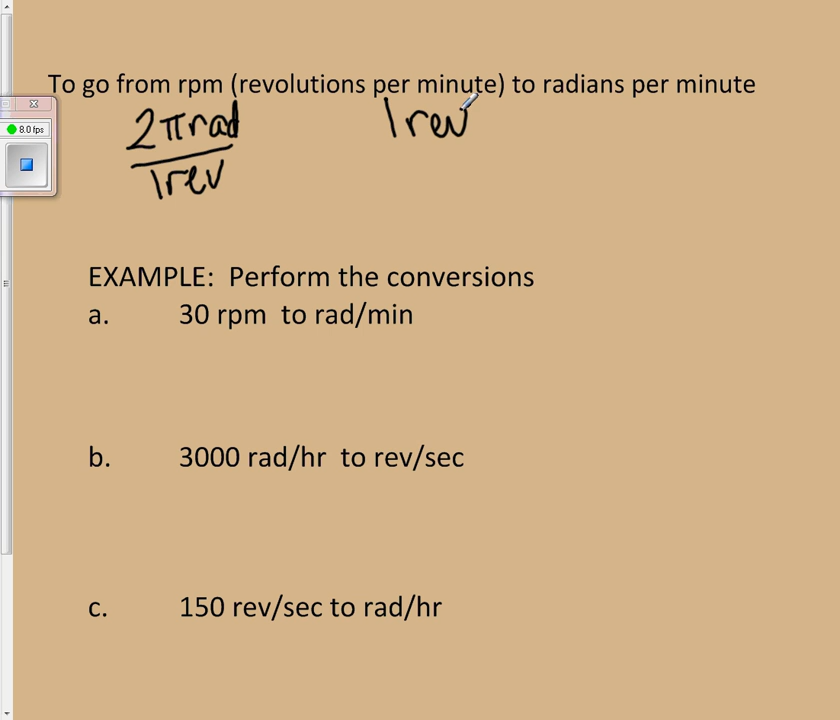 To go from rpm (revolutions per minute) to radians per minute
2π rad 1 rev
1 rev
8.0 fps
EXAMPLE: Perform the conversions
a. 30 rpm to rad/min
b. 3000 rad/hr to rev/sec
c. 150 rev/sec to rad/hr